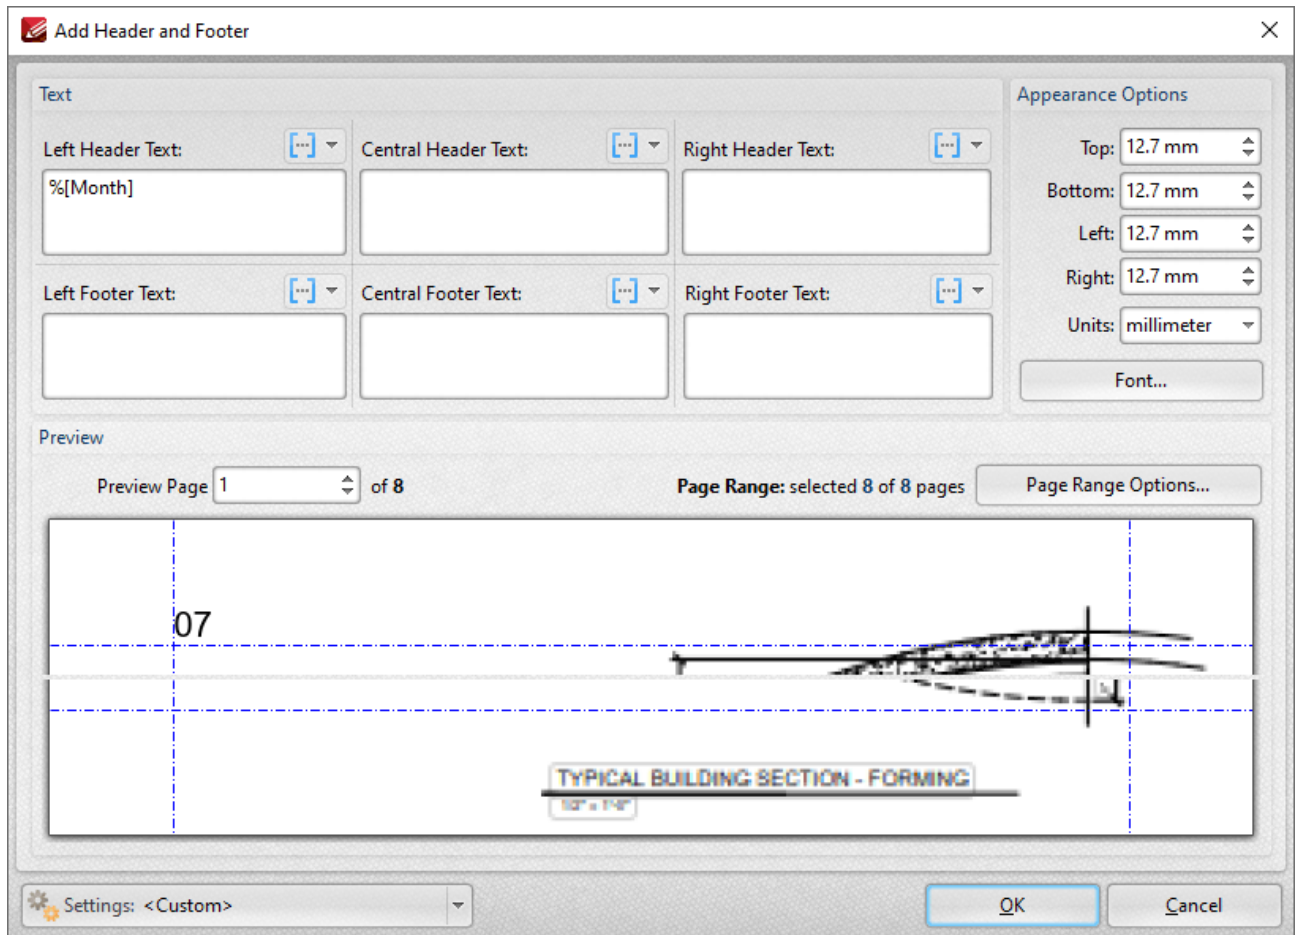 Add Header and Footer
Text
Appearance Options
Left Header Text:
Central Header Text:
Right Header Text:
%[Month]
Left Footer Text:
Central Footer Text:
Right Footer Text:
Top: 12.7 mm
Bottom: 12.7 mm
Left: 12.7 mm
Right: 12.7 mm
Units: millimeter
Font...
Preview
Preview Page 1 of 8
Page Range: selected 8 of 8 pages
Page Range Options...
07
TYPICAL BUILDING SECTION - FORMING
Settings: <Custom>
OK
Cancel